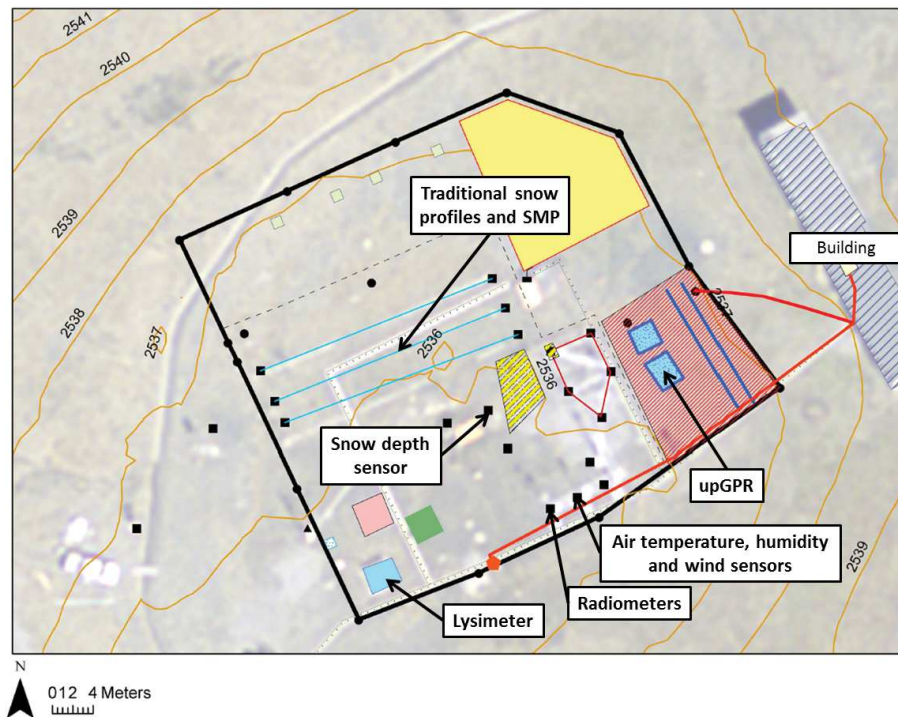 2541
2540
2539
2538
2537
Traditional snow
profiles and SMP
Building
2537
2536
2536
Snow depth
sensor
upGPR
Air temperature, humidity
and wind sensors
2539
Radiometers
Lysimeter
N
012 4 Meters